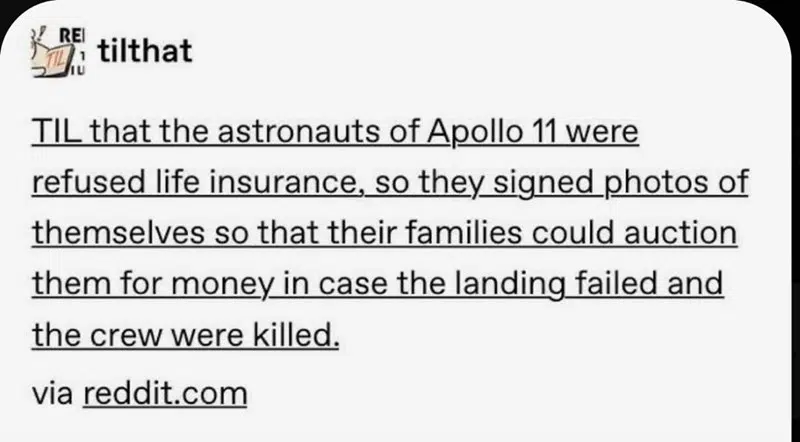 REI
TIL
tilthat
TIL that the astronauts of Apollo 11 were
refused life insurance, so they signed photos of
themselves so that their families could auction
them for money in case the landing failed and
the crew were killed.
via reddit.com